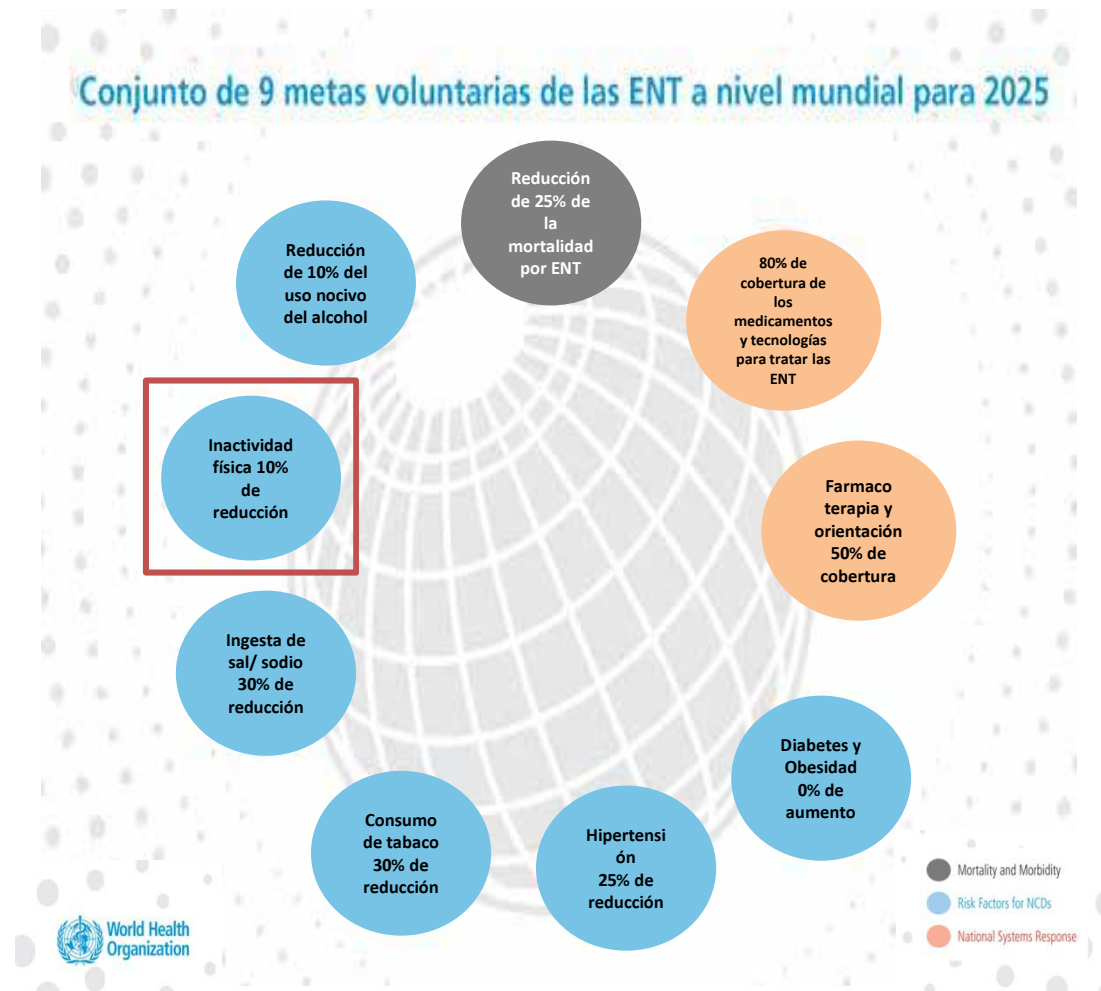 Conjunto de 9 metas voluntarias de las ENT a nivel mundial para 2025
Reducción
de 25% de
la
mortalidad
por ENT
80% de
cobertura de
los
medicamentos
y tecnologías
para tratar las
ENT
Farmaco
terapia y
orientación
50% de
cobertura
Diabetes y
Obesidad
0% de
aumento
Hipertensi
ón
25% de
reducción
Consumo
de tabaco
30% de
reducción
Ingesta de
sal/ sodio
30% de
reducción
Inactividad
física 10%
de
reducción
Reducción
de 10% del
uso nocivo
del alcohol
Mortality and Morbidity
Risk Factors for NCDs
National Systems Response
World Health
Organization